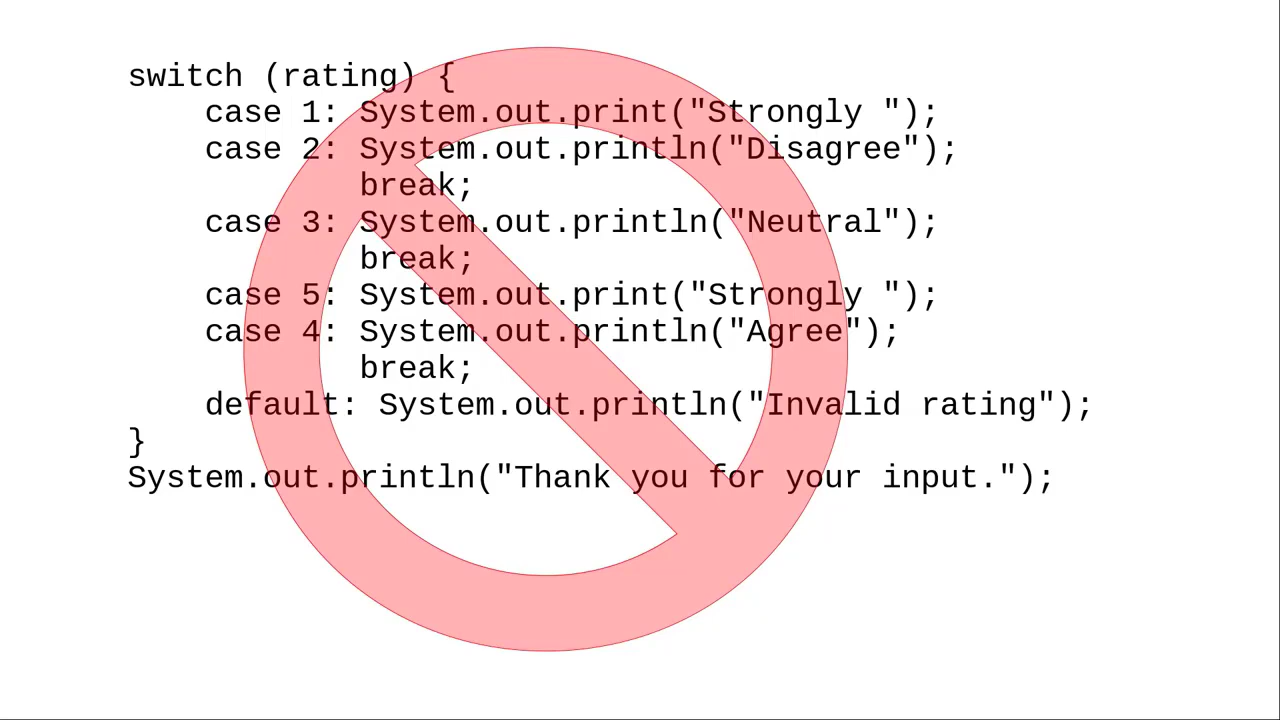 switch (rating) {
    case 1: System.out.print("Strongly ");
    case 2: System.out.println("Disagree");
            break;
    case 3: System.out.println("Neutral");
            break;
    case 5: System.out.print("Strongly ");
    case 4: System.out.println("Agree");
            break;
    default: System.out.println("Invalid rating");
}
System.out.println("Thank you for your input.");